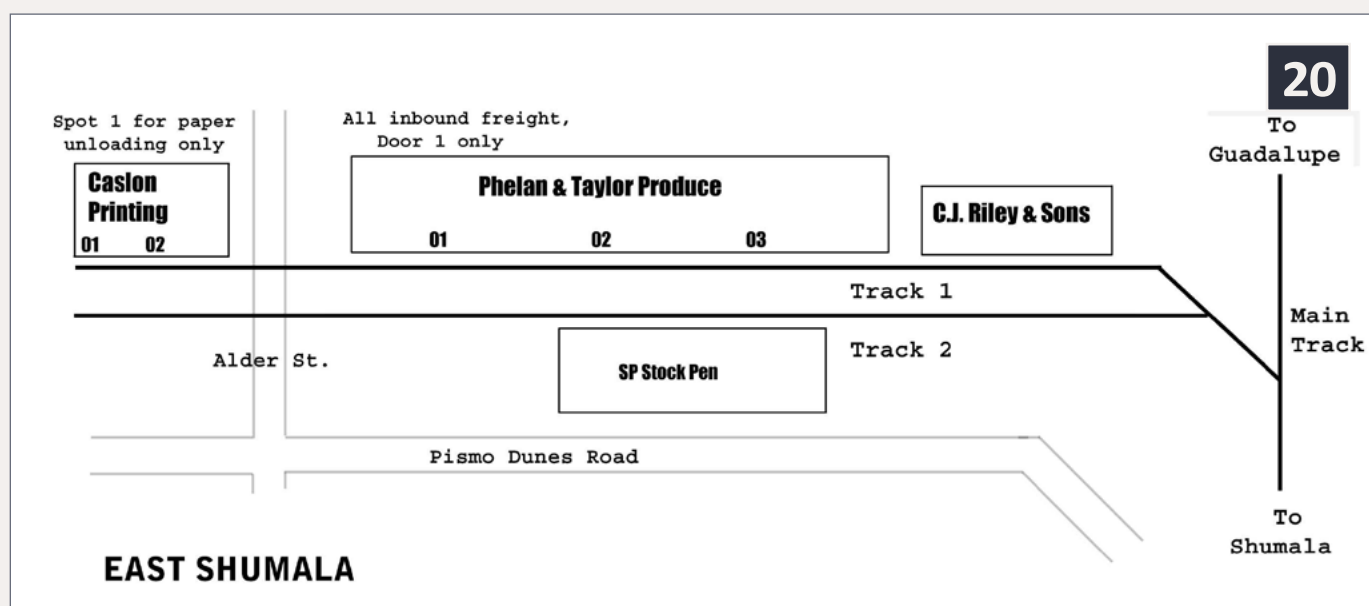 20
To
Guadalupe
Spot 1 for paper
unloading only
All inbound freight,
Door 1 only
Caslon
Printing
01 02
Phelan & Taylor Produce
01 02 03
C.J. Riley & Sons
Track 1
Main
Track
Track 2
Alder St.
SP Stock Pen
Pismo Dunes Road
To
Shumala
EAST SHUMALA